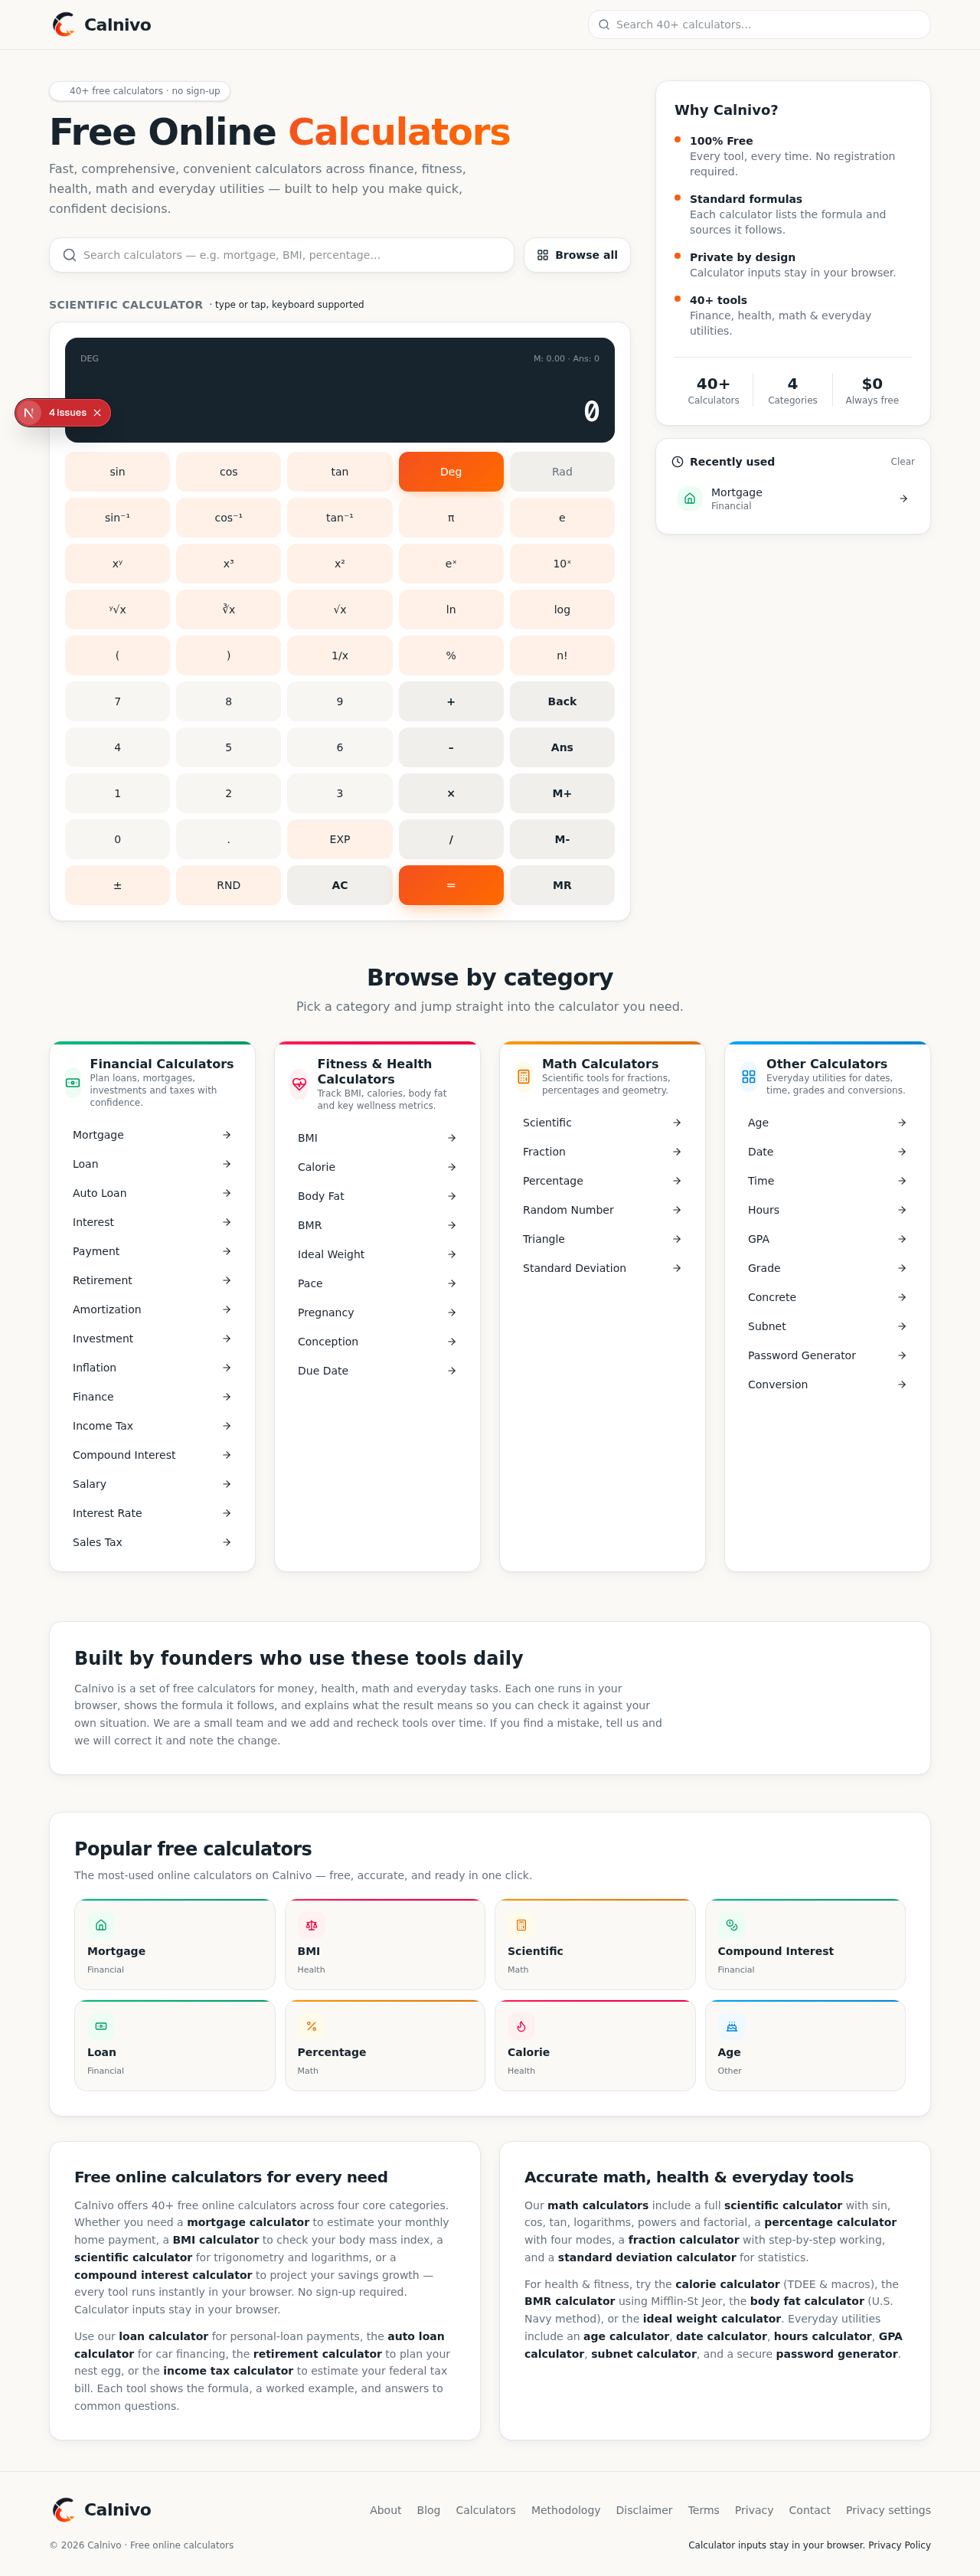 Calnivo
Search 40+ calculators...
40+ free calculators · no sign-up
Free Online Calculators
Fast, comprehensive, convenient calculators across finance, fitness,
health, math and everyday utilities — built to help you make quick,
confident decisions.
Search calculators — e.g. mortgage, BMI, percentage...
Browse all
SCIENTIFIC CALCULATOR · type or tap, keyboard supported
DEG
M: 0.00 · Ans: 0
0
N 4 Issues ×
sin cos tan Deg Rad
sin⁻¹ cos⁻¹ tan⁻¹ π e
xʸ x³ x² eˣ 10ˣ
ʸ√x ∛x √x ln log
( ) 1/x % n!
7 8 9 + Back
4 5 6 – Ans
1 2 3 × M+
0 . EXP / M-
± RND AC = MR
Why Calnivo?
100% Free
Every tool, every time. No registration
required.
Standard formulas
Each calculator lists the formula and
sources it follows.
Private by design
Calculator inputs stay in your browser.
40+ tools
Finance, health, math & everyday
utilities.
40+ 4 $0
Calculators Categories Always free
Recently used Clear
Mortgage
Financial
Browse by category
Pick a category and jump straight into the calculator you need.
Financial Calculators
Plan loans, mortgages,
investments and taxes with
confidence.
Mortgage
Loan
Auto Loan
Interest
Payment
Retirement
Amortization
Investment
Inflation
Finance
Income Tax
Compound Interest
Salary
Interest Rate
Sales Tax
Fitness & Health
Calculators
Track BMI, calories, body fat
and key wellness metrics.
BMI
Calorie
Body Fat
BMR
Ideal Weight
Pace
Pregnancy
Conception
Due Date
Math Calculators
Scientific tools for fractions,
percentages and geometry.
Scientific
Fraction
Percentage
Random Number
Triangle
Standard Deviation
Other Calculators
Everyday utilities for dates,
time, grades and conversions.
Age
Date
Time
Hours
GPA
Grade
Concrete
Subnet
Password Generator
Conversion
Built by founders who use these tools daily
Calnivo is a set of free calculators for money, health, math and everyday tasks. Each one runs in your
browser, shows the formula it follows, and explains what the result means so you can check it against your
own situation. We are a small team and we add and recheck tools over time. If you find a mistake, tell us and
we will correct it and note the change.
Popular free calculators
The most-used online calculators on Calnivo — free, accurate, and ready in one click.
Mortgage
Financial
BMI
Health
Scientific
Math
Compound Interest
Financial
Loan
Financial
Percentage
Math
Calorie
Health
Age
Other
Free online calculators for every need
Calnivo offers 40+ free online calculators across four core categories.
Whether you need a mortgage calculator to estimate your monthly
home payment, a BMI calculator to check your body mass index, a
scientific calculator for trigonometry and logarithms, or a
compound interest calculator to project your savings growth —
every tool runs instantly in your browser. No sign-up required.
Calculator inputs stay in your browser.
Use our loan calculator for personal-loan payments, the auto loan
calculator for car financing, the retirement calculator to plan your
nest egg, or the income tax calculator to estimate your federal tax
bill. Each tool shows the formula, a worked example, and answers to
common questions.
Accurate math, health & everyday tools
Our math calculators include a full scientific calculator with sin,
cos, tan, logarithms, powers and factorial, a percentage calculator
with four modes, a fraction calculator with step-by-step working,
and a standard deviation calculator for statistics.
For health & fitness, try the calorie calculator (TDEE & macros), the
BMR calculator using Mifflin-St Jeor, the body fat calculator (U.S.
Navy method), or the ideal weight calculator. Everyday utilities
include an age calculator, date calculator, hours calculator, GPA
calculator, subnet calculator, and a secure password generator.
Calnivo
About Blog Calculators Methodology Disclaimer Terms Privacy Contact Privacy settings
© 2026 Calnivo · Free online calculators
Calculator inputs stay in your browser. Privacy Policy